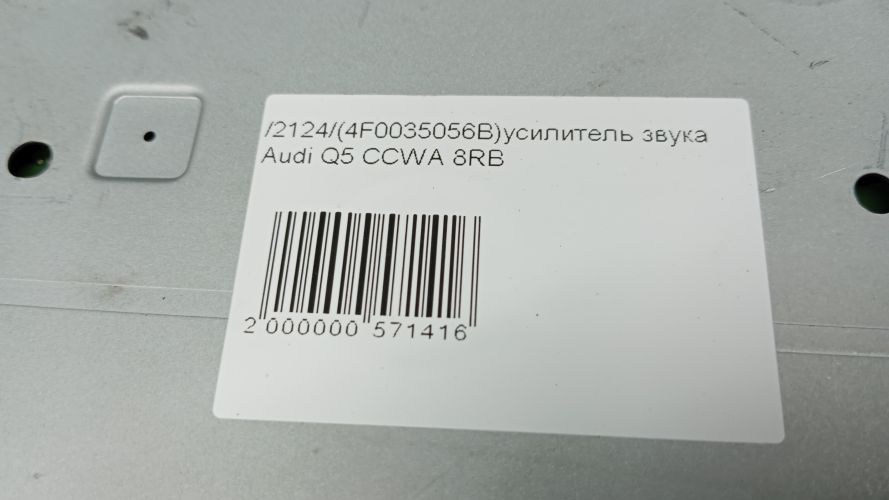 /2124/(4F0035056B)усилитель звука
Audi Q5 CCWA 8RB
2 000000 571416